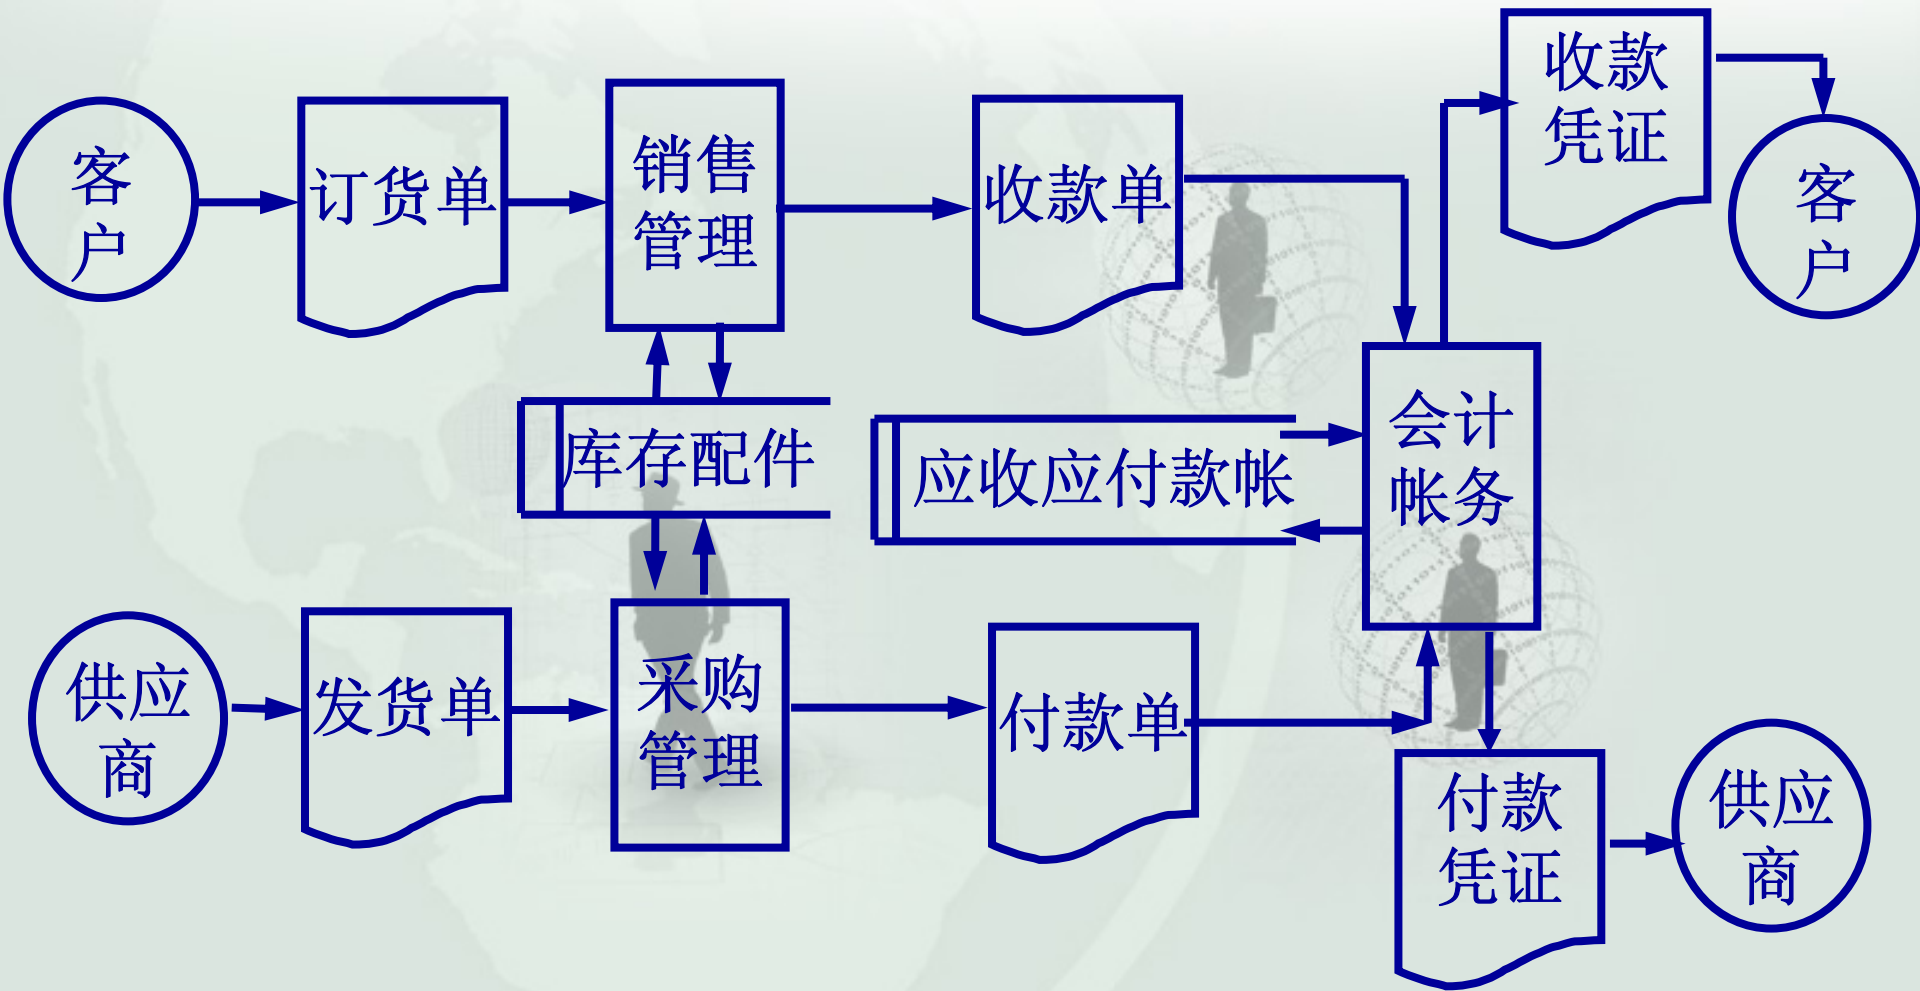 客
户
订货单
销售
管理
收款单
收款
凭证
客
户
库存配件
应收应付款帐
会计
帐务
供应
商
发货单
采购
管理
付款单
付款
凭证
供应
商